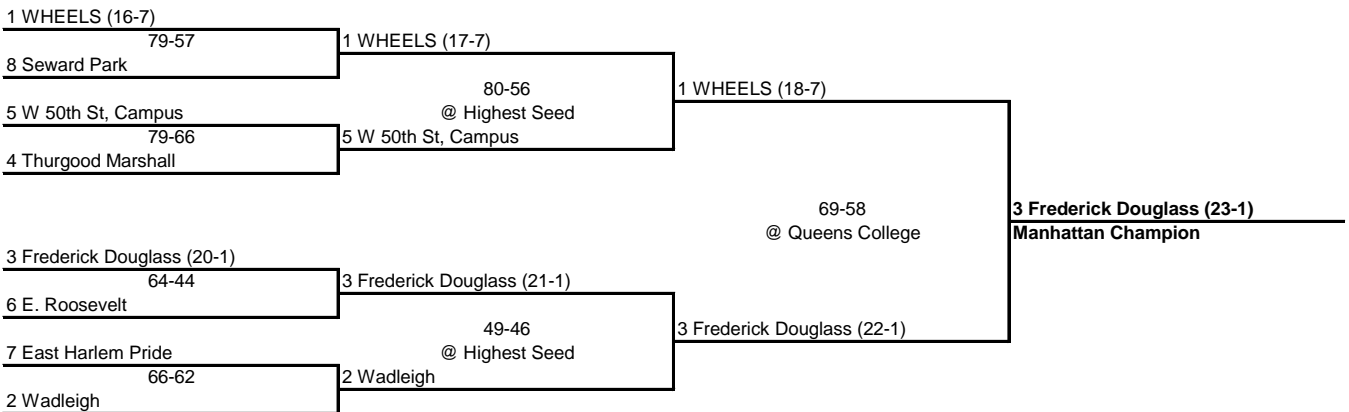 1 WHEELS (16-7)
79-57
8 Seward Park
5 W 50th St, Campus
79-66
4 Thurgood Marshall
3 Frederick Douglass (20-1)
64-44
6 E. Roosevelt
7 East Harlem Pride
66-62
2 Wadleigh
1 WHEELS (17-7)
80-56
@ Highest Seed
5 W 50th St, Campus
3 Frederick Douglass (21-1)
49-46
@ Highest Seed
2 Wadleigh
1 WHEELS (18-7)
69-58
@ Queens College
3 Frederick Douglass (22-1)
3 Frederick Douglass (23-1)
Manhattan Champion